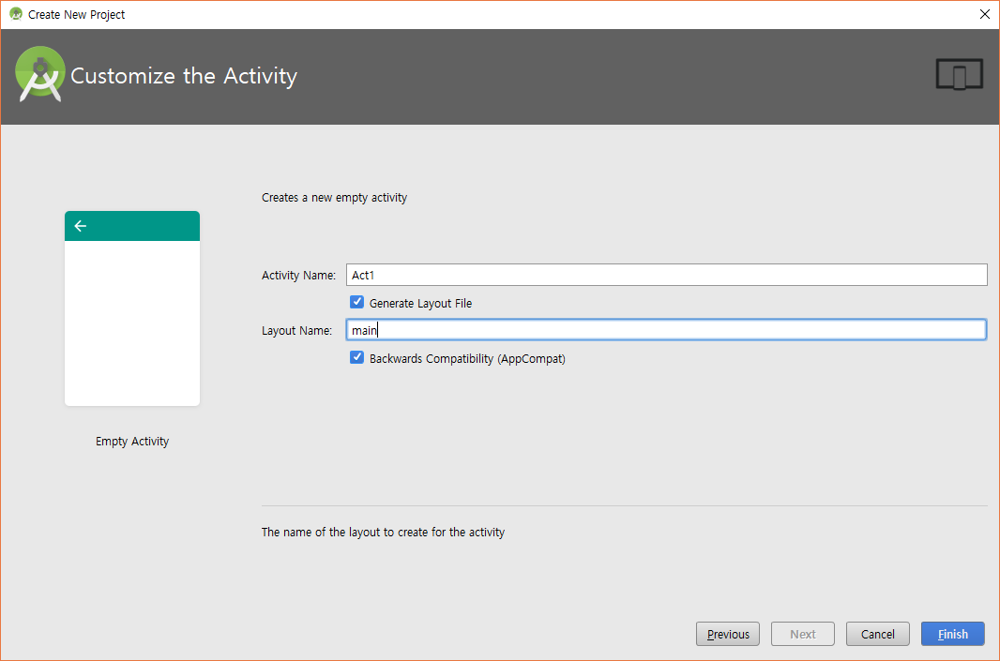 Create New Project
Customize the Activity
Creates a new empty activity
Activity Name: Act1
Generate Layout File
Layout Name: main
Backwards Compatibility (AppCompat)
Empty Activity
The name of the layout to create for the activity
Previous Next Cancel Finish